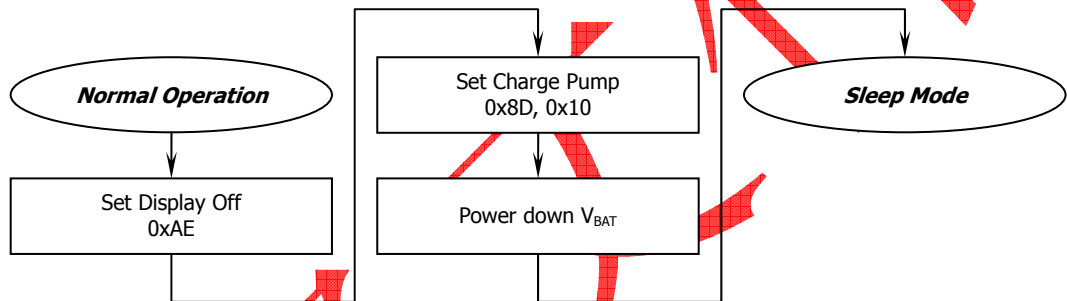 Normal Operation
Set Display Off
0xAE
Set Charge Pump
0x8D, 0x10
Power down VBAT
Sleep Mode